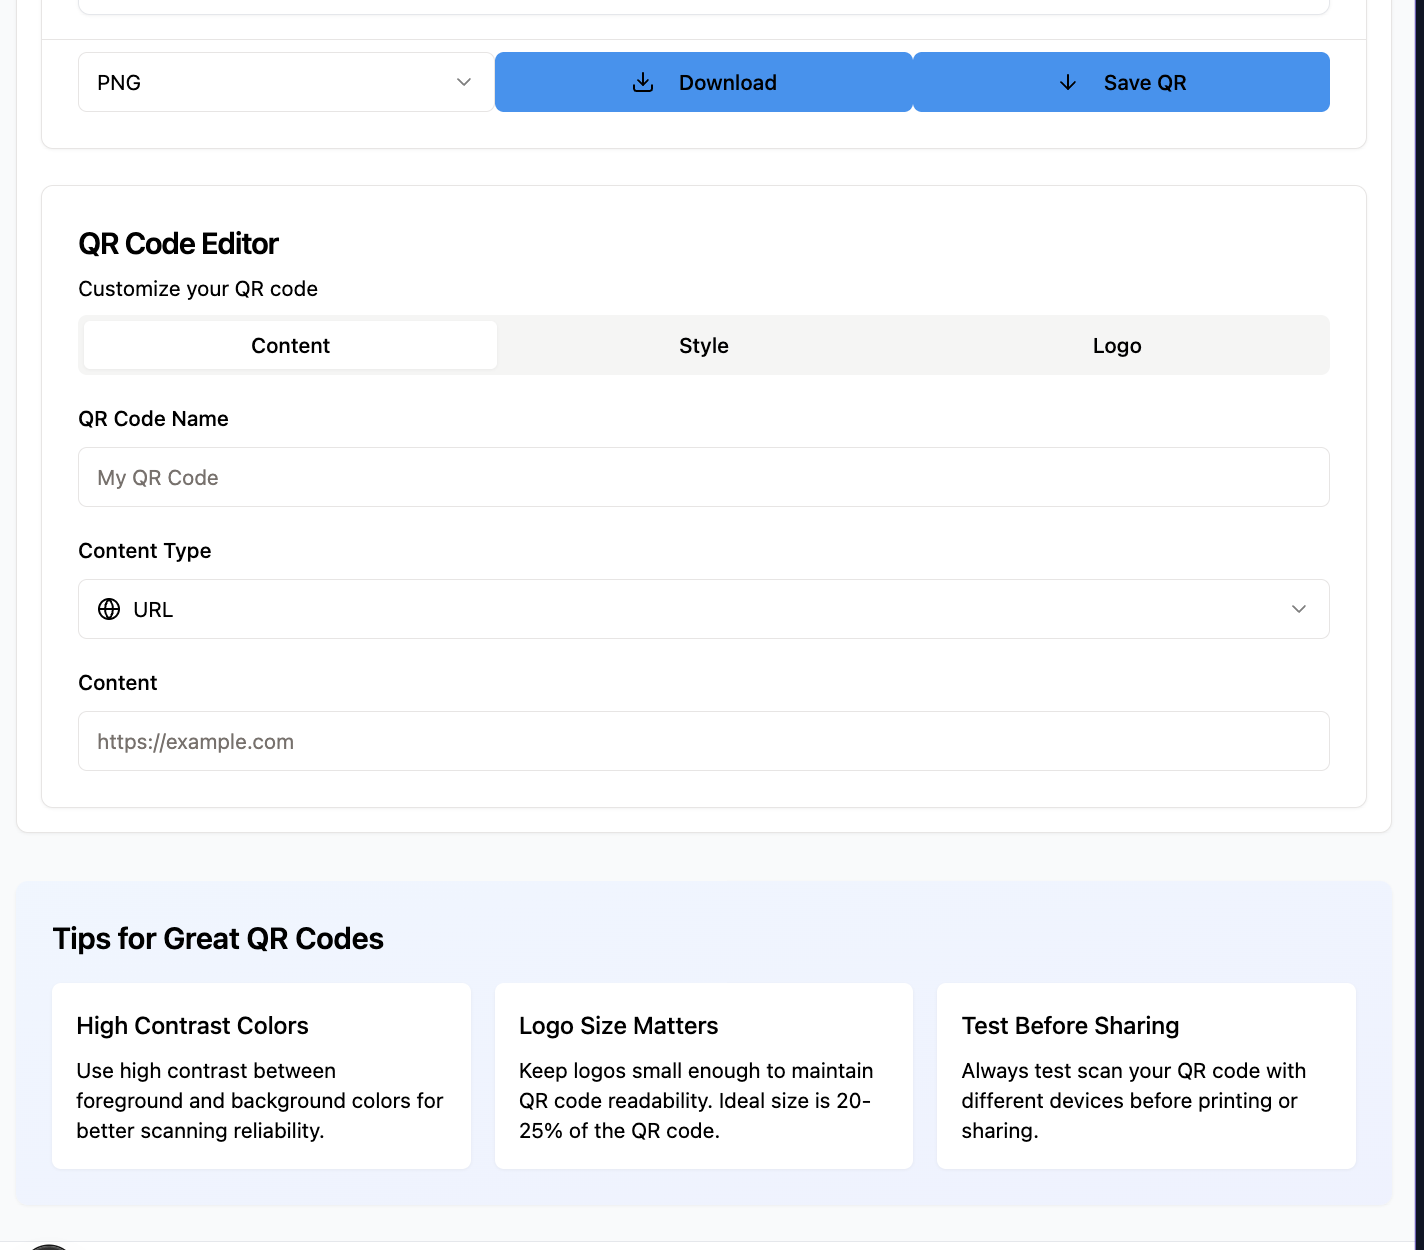 PNG
Download
Save QR
QR Code Editor
Customize your QR code
Content
Style
Logo
QR Code Name
My QR Code
Content Type
URL
Content
https://example.com
Tips for Great QR Codes
High Contrast Colors
Use high contrast between
foreground and background colors for
better scanning reliability.
Logo Size Matters
Keep logos small enough to maintain
QR code readability. Ideal size is 20-
25% of the QR code.
Test Before Sharing
Always test scan your QR code with
different devices before printing or
sharing.